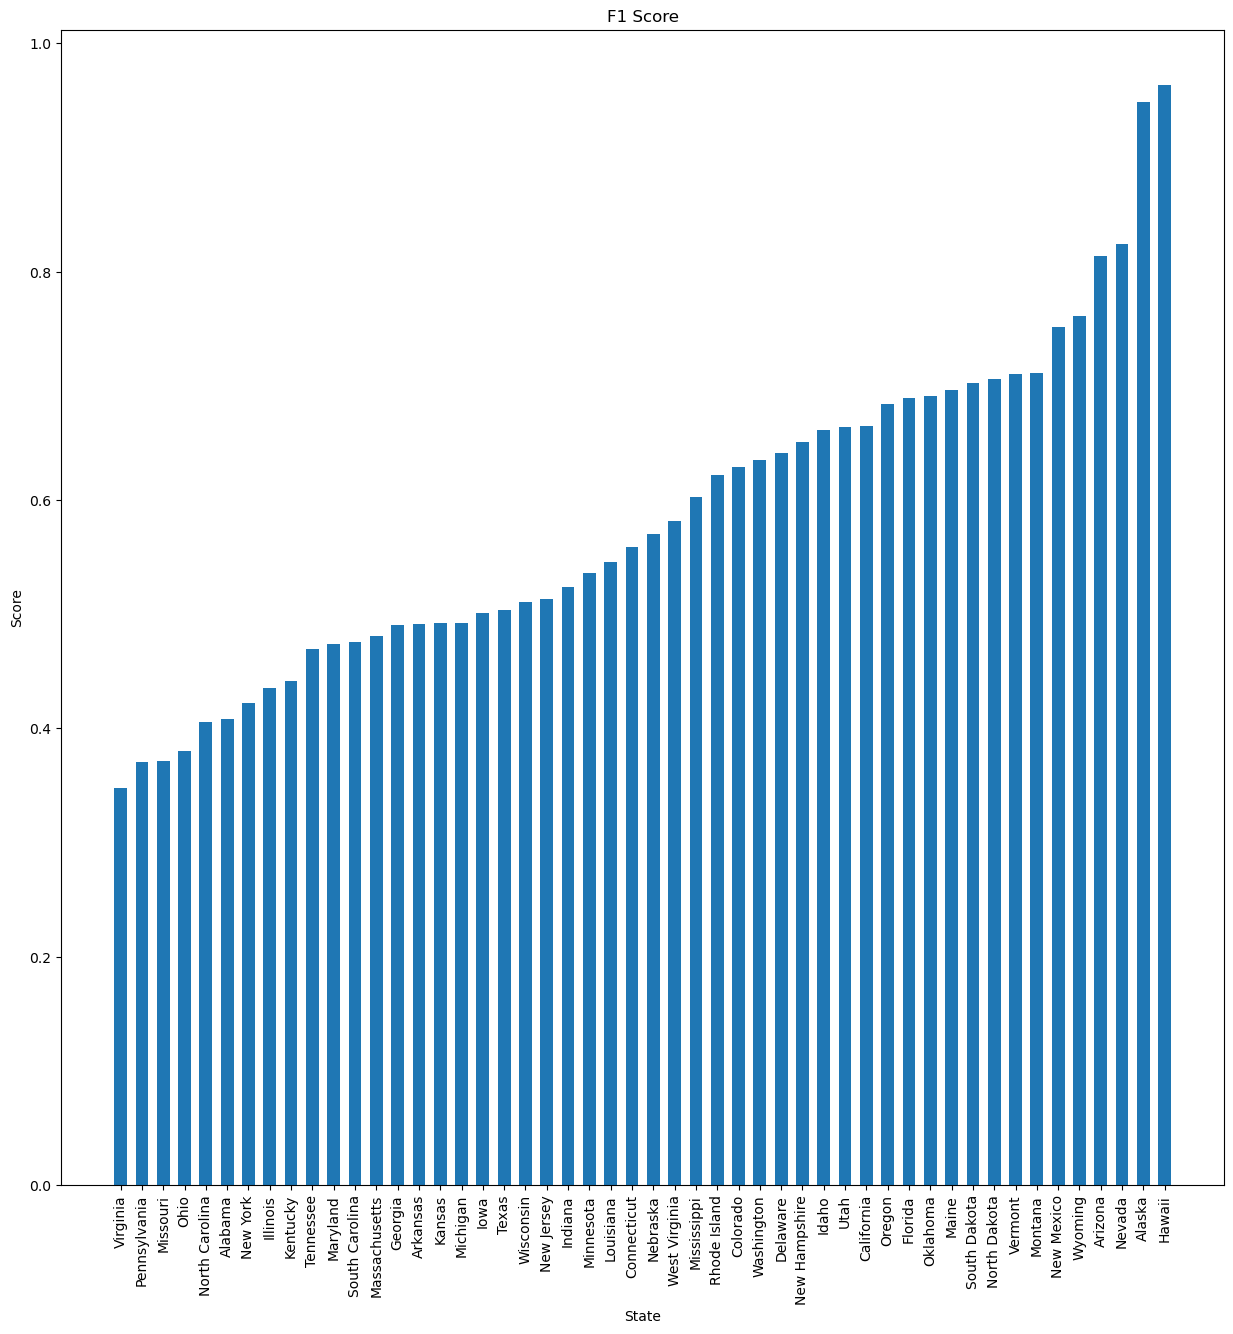 F1 Score
1.0
0.8
0.6
0.4
0.2
0.0
Score
Virginia
Pennsylvania
Missouri
Ohio
North Carolina
Alabama
New York
Illinois
Kentucky
Tennessee
Maryland
South Carolina
Massachusetts
Georgia
Arkansas
Kansas
Michigan
Iowa
Texas
Wisconsin
New Jersey
Indiana
Minnesota
Louisiana
Connecticut
Nebraska
West Virginia
Mississippi
Rhode Island
Colorado
Washington
Delaware
New Hampshire
Idaho
Utah
California
Oregon
Florida
Oklahoma
Maine
South Dakota
North Dakota
Vermont
Montana
New Mexico
Wyoming
Arizona
Nevada
Alaska
Hawaii
State